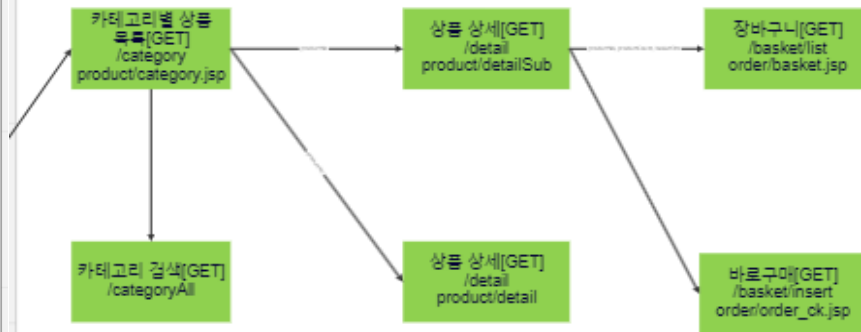 카테고리별 상품
목록[GET]
/category
product/category.jsp
상품 상세[GET]
/detail
product/detailSub
장바구니[GET]
/basket/list
order/basket.jsp
카테고리 검색[GET]
/categoryAll
상품 상세[GET]
/detail
product/detail
바로구매[GET]
/basket/insert
order/order_ck.jsp